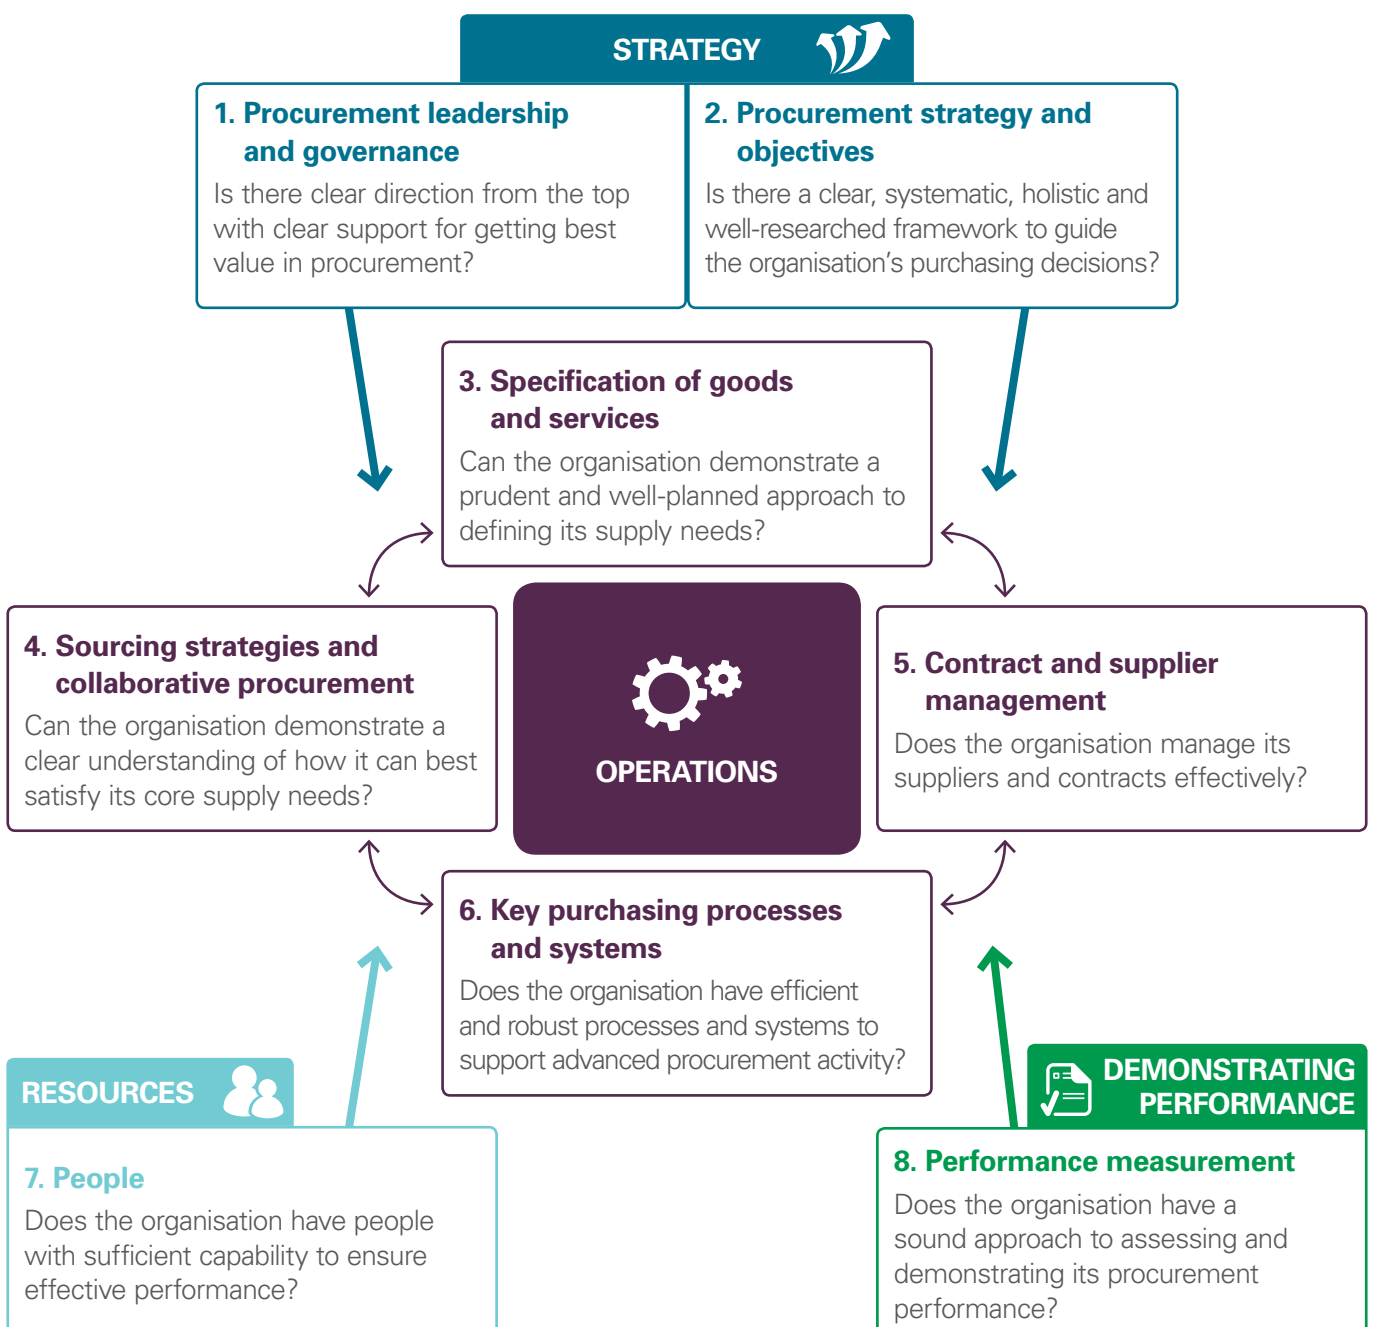 STRATEGY
1. Procurement leadership
and governance
Is there clear direction from the top
with clear support for getting best
value in procurement?
2. Procurement strategy and
objectives
Is there a clear, systematic, holistic and
well-researched framework to guide
the organisation’s purchasing decisions?
3. Specification of goods
and services
Can the organisation demonstrate a
prudent and well-planned approach to
defining its supply needs?
4. Sourcing strategies and
collaborative procurement
Can the organisation demonstrate a
clear understanding of how it can best
satisfy its core supply needs?
OPERATIONS
5. Contract and supplier
management
Does the organisation manage its
suppliers and contracts effectively?
6. Key purchasing processes
and systems
Does the organisation have efficient
and robust processes and systems to
support advanced procurement activity?
RESOURCES
7. People
Does the organisation have people
with sufficient capability to ensure
effective performance?
DEMONSTRATING
PERFORMANCE
8. Performance measurement
Does the organisation have a
sound approach to assessing and
demonstrating its procurement
performance?